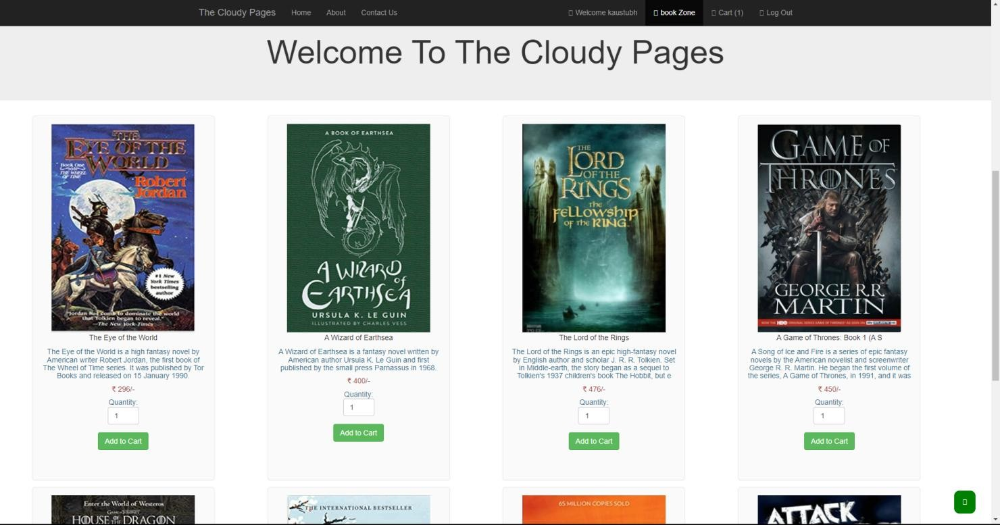 The Cloudy Pages Home About Contact Us Welcome kaustubh book Zone Cart (1) Log Out
Welcome To The Cloudy Pages
THE
EYE OF THE
WORLD
Book One
of
THE WHEEL
OF TIME
Robert
Jordan
#1 New
York Times
bestselling
author
"Jordan has come to dominate the world
that Tolkien began to reveal."
—The New York Times
The Eye of the World
The Eye of the World is a high fantasy novel by
American writer Robert Jordan, the first book of
The Wheel of Time series. It was published by Tor
Books and released on 15 January 1990.
₹ 296/-
Quantity:
1
Add to Cart
A BOOK OF EARTHSEA
A WIZARD
of
EARTHSEA
URSULA K. LE GUIN
ILLUSTRATED BY CHARLES VESS
A Wizard of Earthsea
A Wizard of Earthsea is a fantasy novel written by
American author Ursula K. Le Guin and first
published by the small press Parnassus in 1968.
₹ 400/-
Quantity:
1
Add to Cart
THE
LORD
OF THE
RINGS
THE
FELLOWSHIP
OF THE RING
The Lord of the Rings
The Lord of the Rings is an epic high-fantasy novel
by English author and scholar J. R. R. Tolkien. Set
in Middle-earth, the story began as a sequel to
Tolkien's 1937 children's book The Hobbit, but e
₹ 476/-
Quantity:
1
Add to Cart
GAME OF
THRONES
GEORGE R.R.
MARTIN
NOW THE HBO ORIGINAL SERIES GAME OF THRONES AS SEEN ON
A Game of Thrones: Book 1 (A S
A Song of Ice and Fire is a series of epic fantasy
novels by the American novelist and screenwriter
George R. R. Martin. He began the first volume of
the series, A Game of Thrones, in 1991, and it was
₹ 450/-
Quantity:
1
Add to Cart
Enter the World of Westeros
GAME OF THRONES
HOUSE OF THE DRAGON
THE INTERNATIONAL BESTSELLER
65 MILLION COPIES SOLD
ATTACK